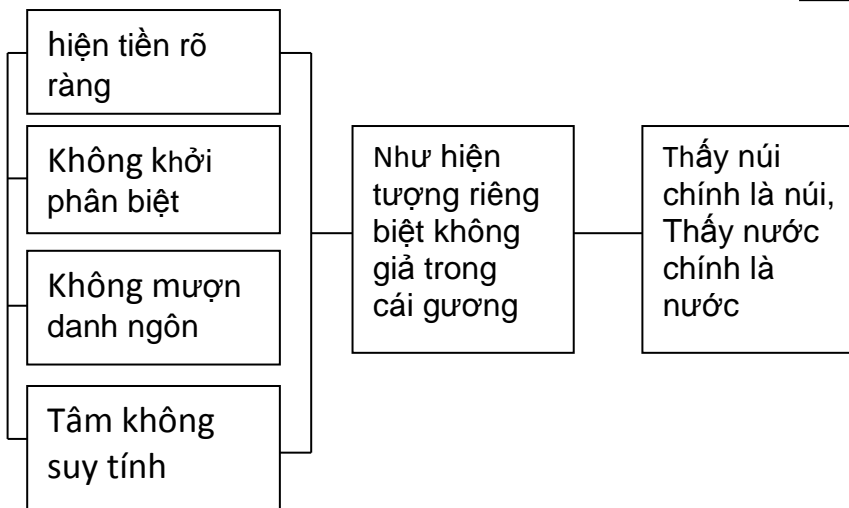 hiện tiền rõ
ràng
Không khởi
phân biệt
Không mượn
danh ngôn
Tâm không
suy tính
Như hiện
tượng riêng
biệt không
giả trong
cái gương
Thấy núi
chính là núi,
Thấy nước
chính là
nước